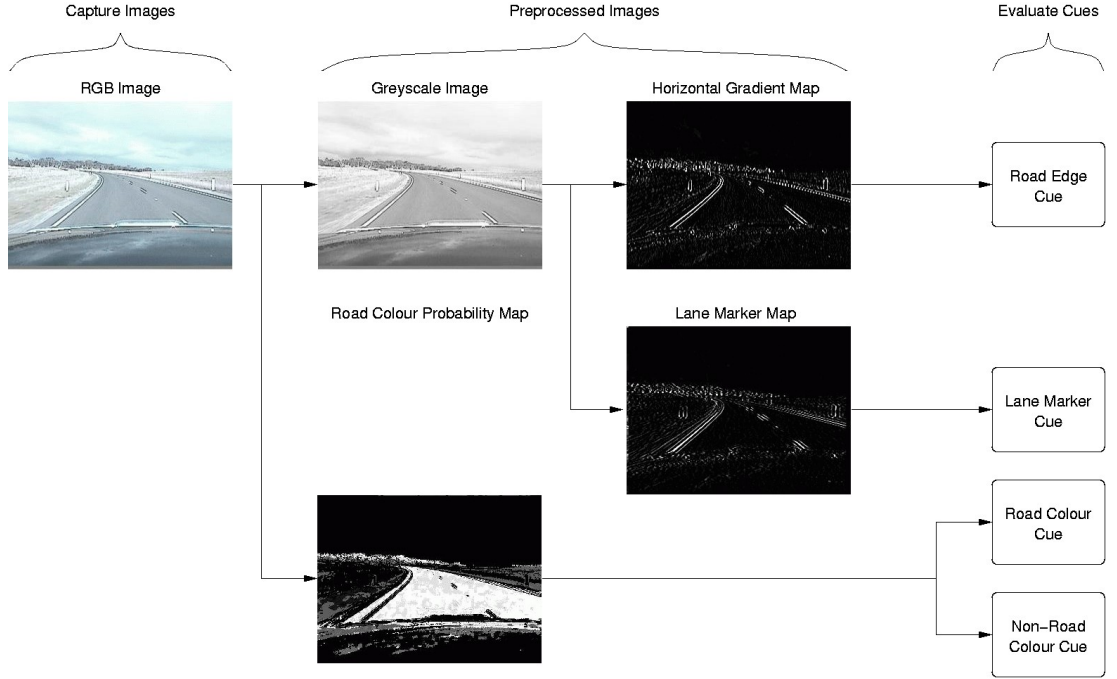 Capture Images
Preprocessed Images
Evaluate Cues
RGB Image
Greyscale Image
Horizontal Gradient Map
Road Edge
Cue
Road Colour Probability Map
Lane Marker Map
Lane Marker
Cue
Road Colour
Cue
Non−Road
Colour Cue